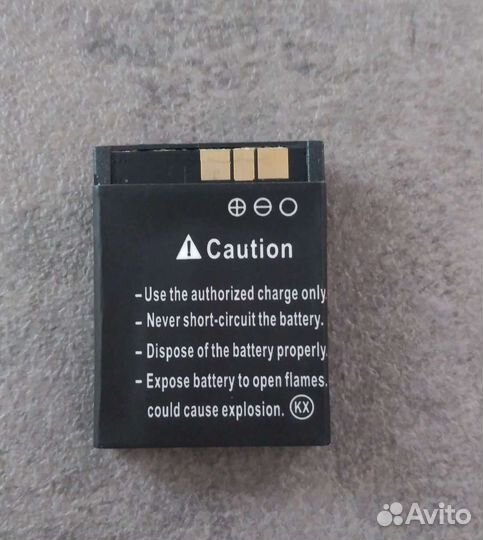 ⊕ ⊖ ○
⚠ Caution
– Use the authorized charge only
– Never short-circuit the battery.
– Dispose of the battery properly.
– Expose battery to open flames.
could cause explosion. KX
Avito